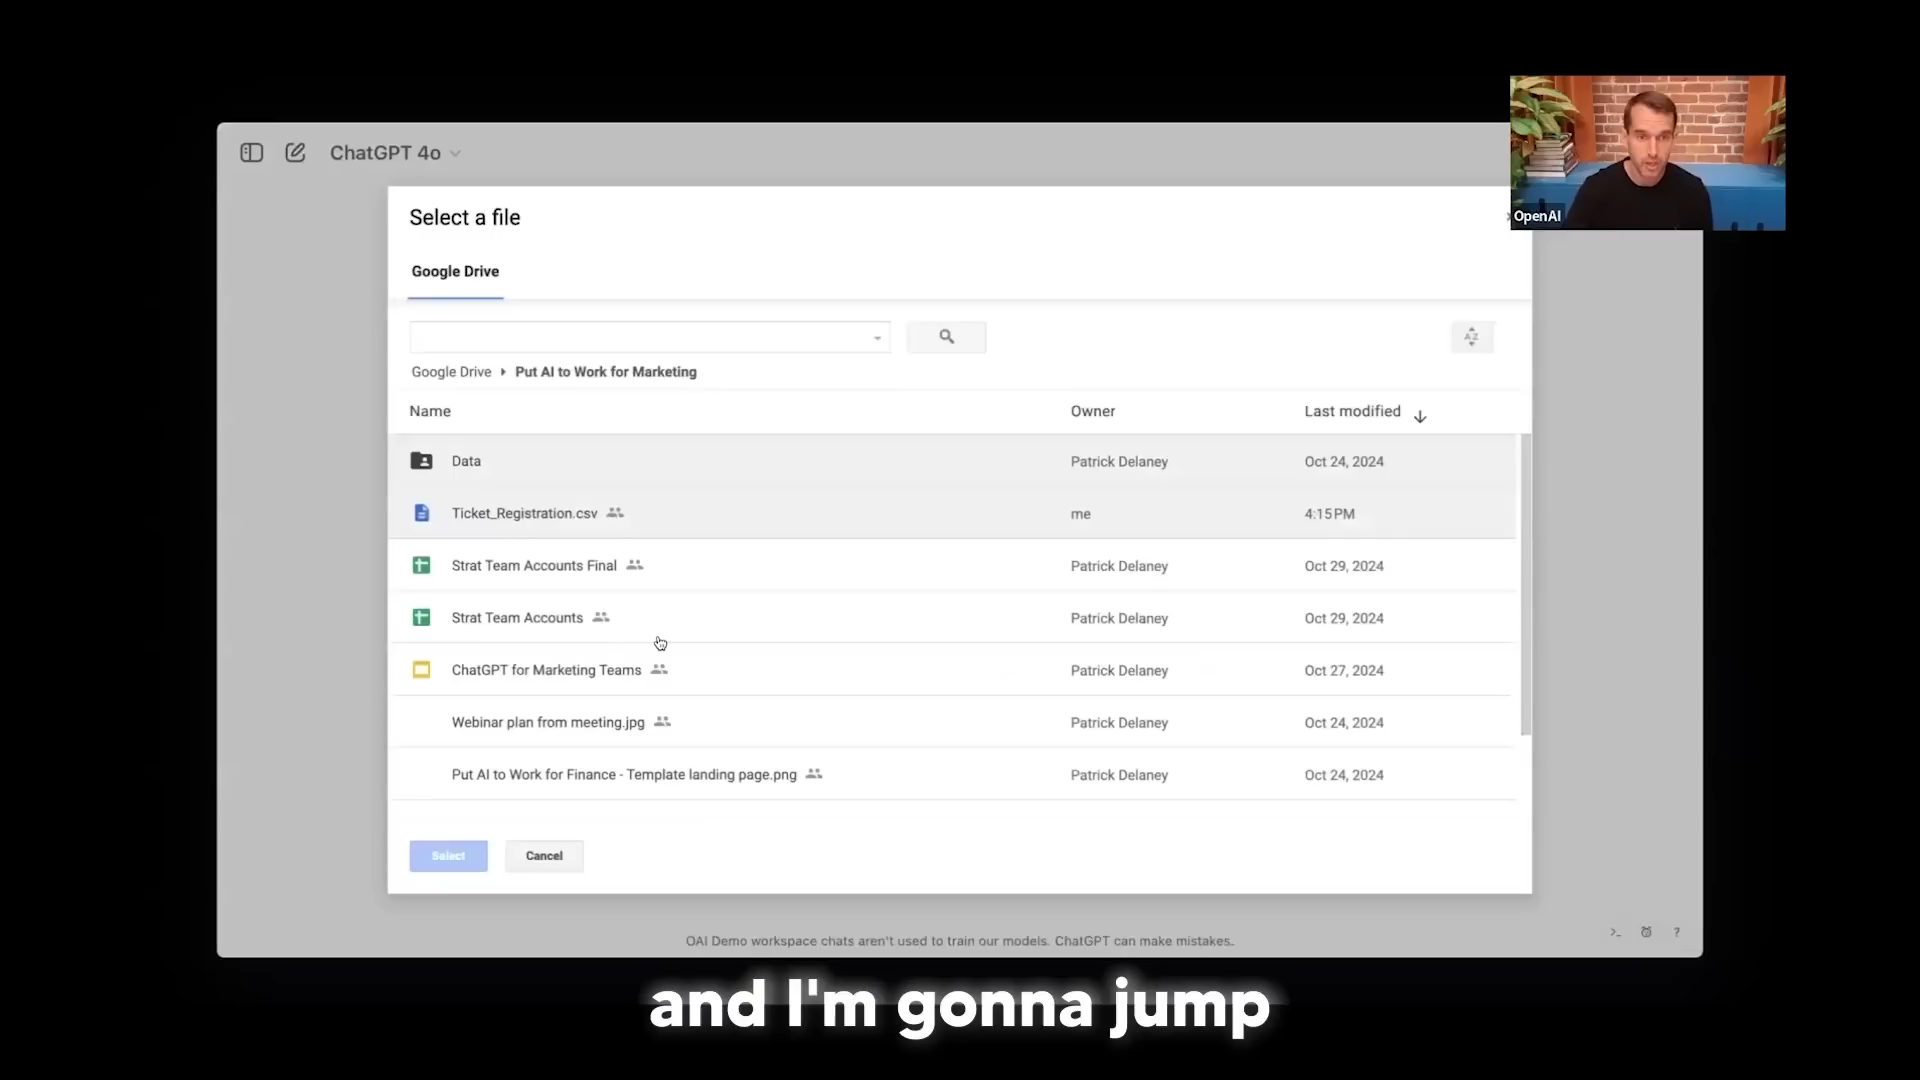 ChatGPT 4o
OpenAI
Select a file
Google Drive
Google Drive Put AI to Work for Marketing
Name Owner Last modified
Data Patrick Delaney Oct 24, 2024
Ticket_Registration.csv me 4:15 PM
Strat Team Accounts Final Patrick Delaney Oct 29, 2024
Strat Team Accounts Patrick Delaney Oct 29, 2024
ChatGPT for Marketing Teams Patrick Delaney Oct 27, 2024
Webinar plan from meeting.jpg Patrick Delaney Oct 24, 2024
Put AI to Work for Finance - Template landing page.png Patrick Delaney Oct 24, 2024
Select Cancel
OAI Demo workspace chats aren't used to train our models. ChatGPT can make mistakes.
and I'm gonna jump